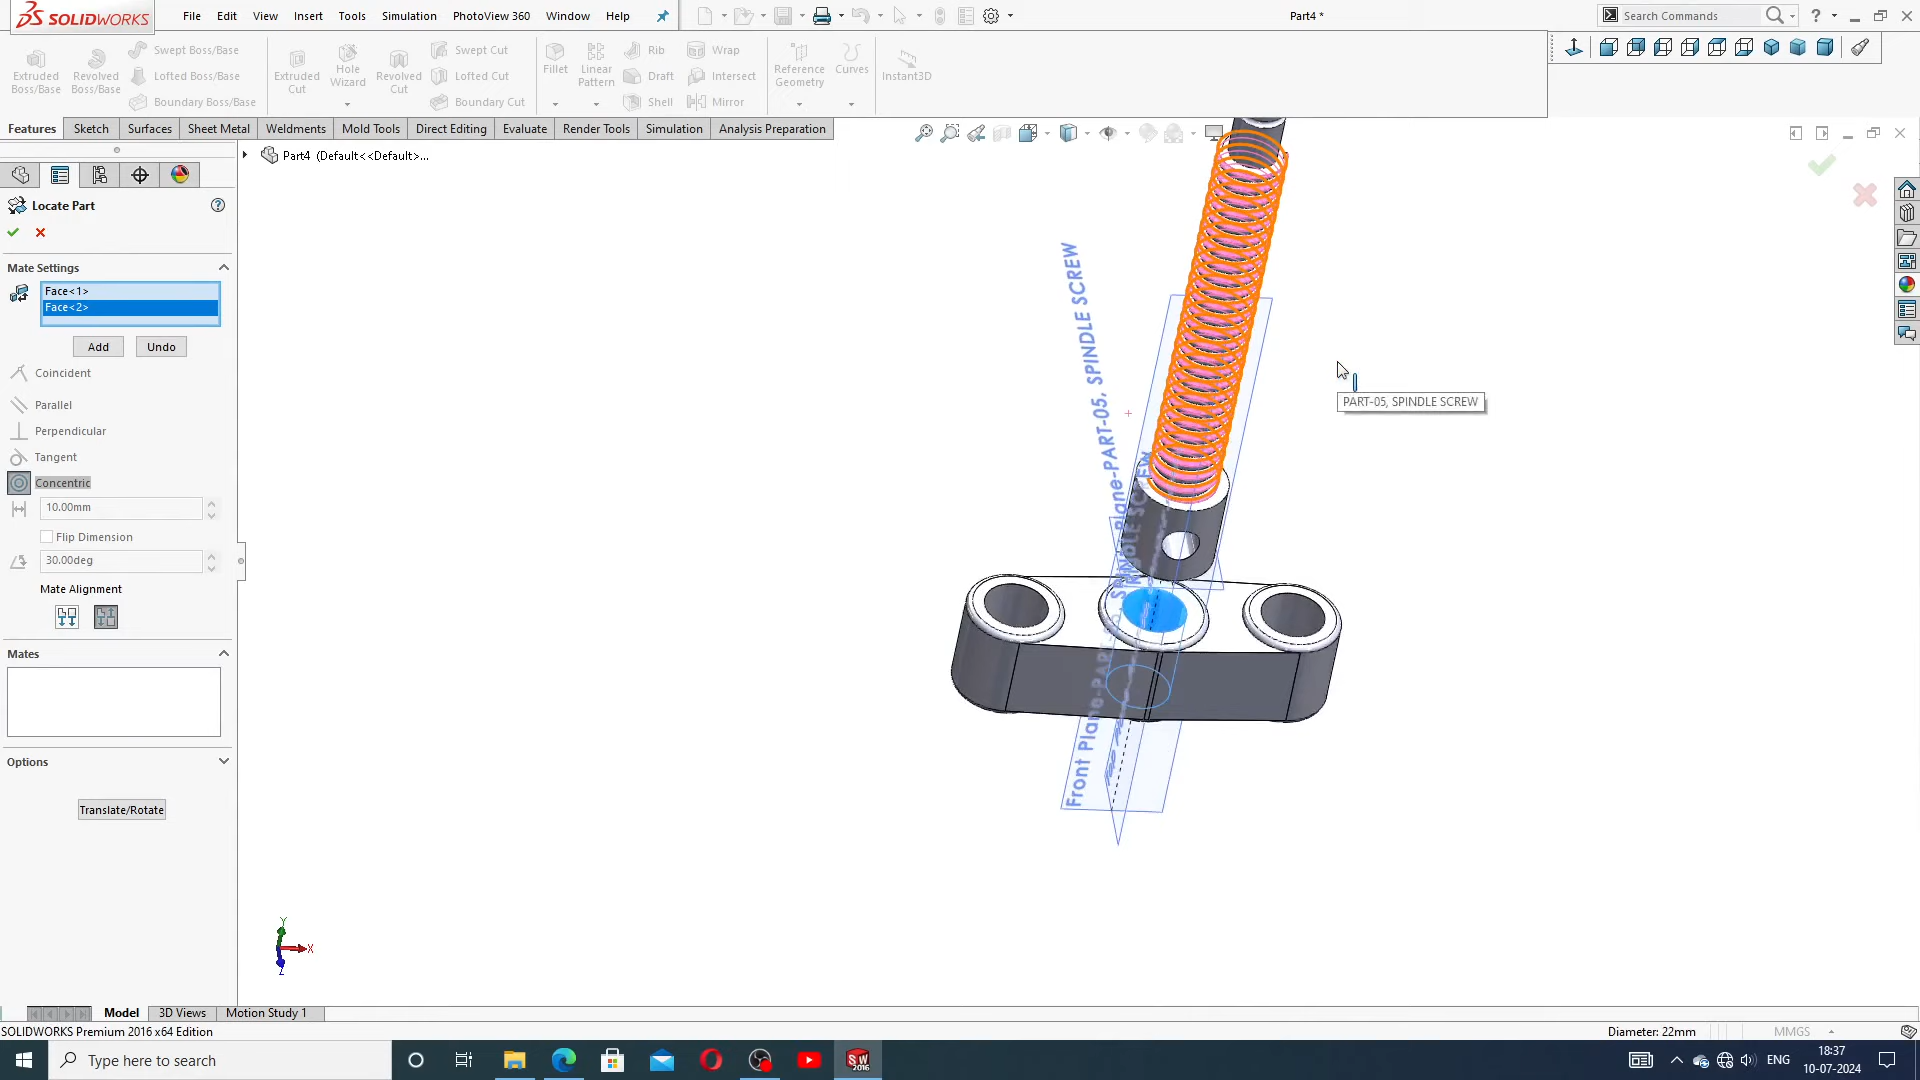 SOLIDWORKS
File Edit View Insert Tools Simulation PhotoView 360 Window Help
Part4 *
Search Commands
Extruded Boss/Base
Revolved Boss/Base
Swept Boss/Base
Lofted Boss/Base
Boundary Boss/Base
Extruded Cut
Hole Wizard
Revolved Cut
Swept Cut
Lofted Cut
Boundary Cut
Fillet
Linear Pattern
Rib
Draft
Shell
Wrap
Intersect
Mirror
Reference Geometry
Curves
Instant3D
Features Sketch Surfaces Sheet Metal Weldments Mold Tools Direct Editing Evaluate Render Tools Simulation Analysis Preparation
Part4 (Default<<Default>...
Locate Part
Mate Settings
Face<1>
Face<2>
Add Undo
Coincident
Parallel
Perpendicular
Tangent
Concentric
10.00mm
Flip Dimension
30.00deg
Mate Alignment
Mates
Options
Translate/Rotate
Front Plane-PART-05, SPINDLE SCREW
Plane-PART-05, SPINDLE SCREW
PART-05, SPINDLE SCREW
Y
X
Z
Model 3D Views Motion Study 1
SOLIDWORKS Premium 2016 x64 Edition
Diameter: 22mm
MMGS
Type here to search
SW 2016
ENG
18:37
10-07-2024